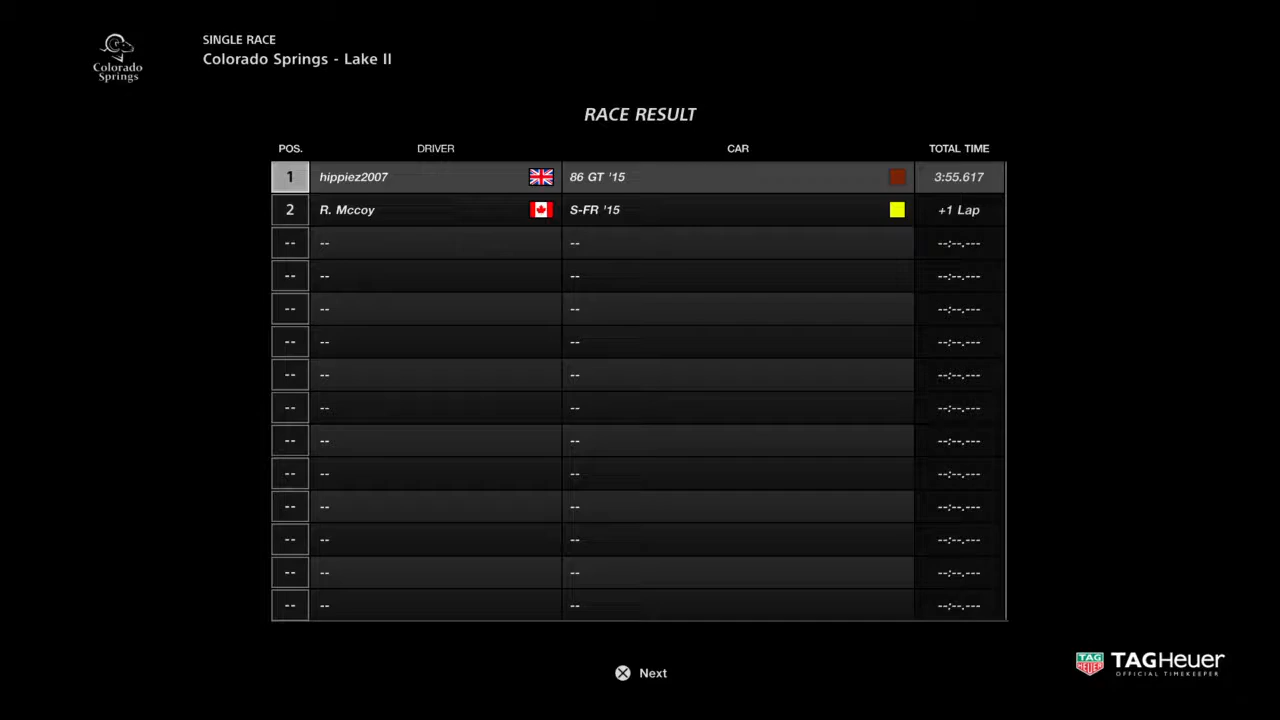 SINGLE RACE
Colorado Springs - Lake II
Colorado
Springs
RACE RESULT
POS. DRIVER CAR TOTAL TIME
1 hippiez2007 86 GT '15 3:55.617
2 R. Mccoy S-FR '15 +1 Lap
-- -- -- --:--.---
-- -- -- --:--.---
-- -- -- --:--.---
-- -- -- --:--.---
-- -- -- --:--.---
-- -- -- --:--.---
-- -- -- --:--.---
-- -- -- --:--.---
-- -- -- --:--.---
-- -- -- --:--.---
-- -- -- --:--.---
-- -- -- --:--.---
Next
TAG HEUER TAGHeuer
OFFICIAL TIMEKEEPER